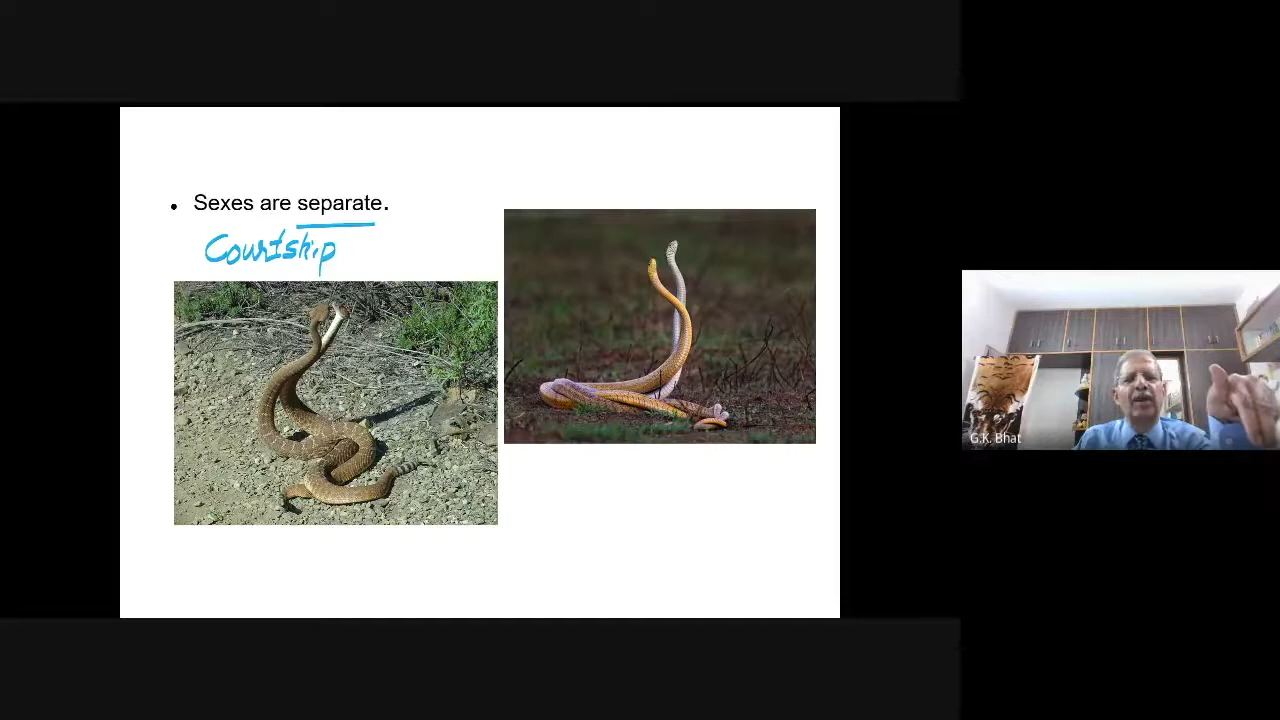 • Sexes are separate.
Courtship
G.K. Bhat